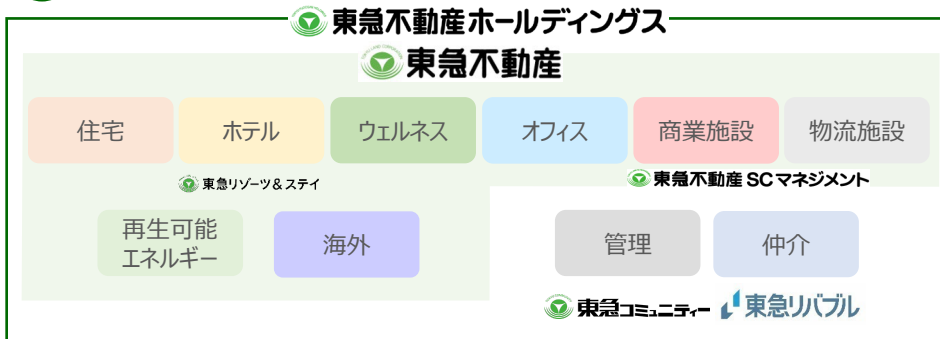 東急不動産ホールディングス
東急不動産
住宅
ホテル
ウェルネス
オフィス
商業施設
物流施設
東急リゾーツ&ステイ
東急不動産SCマネジメント
再生可能
エネルギー
海外
管理
仲介
東急コミュニティー
東急リバブル